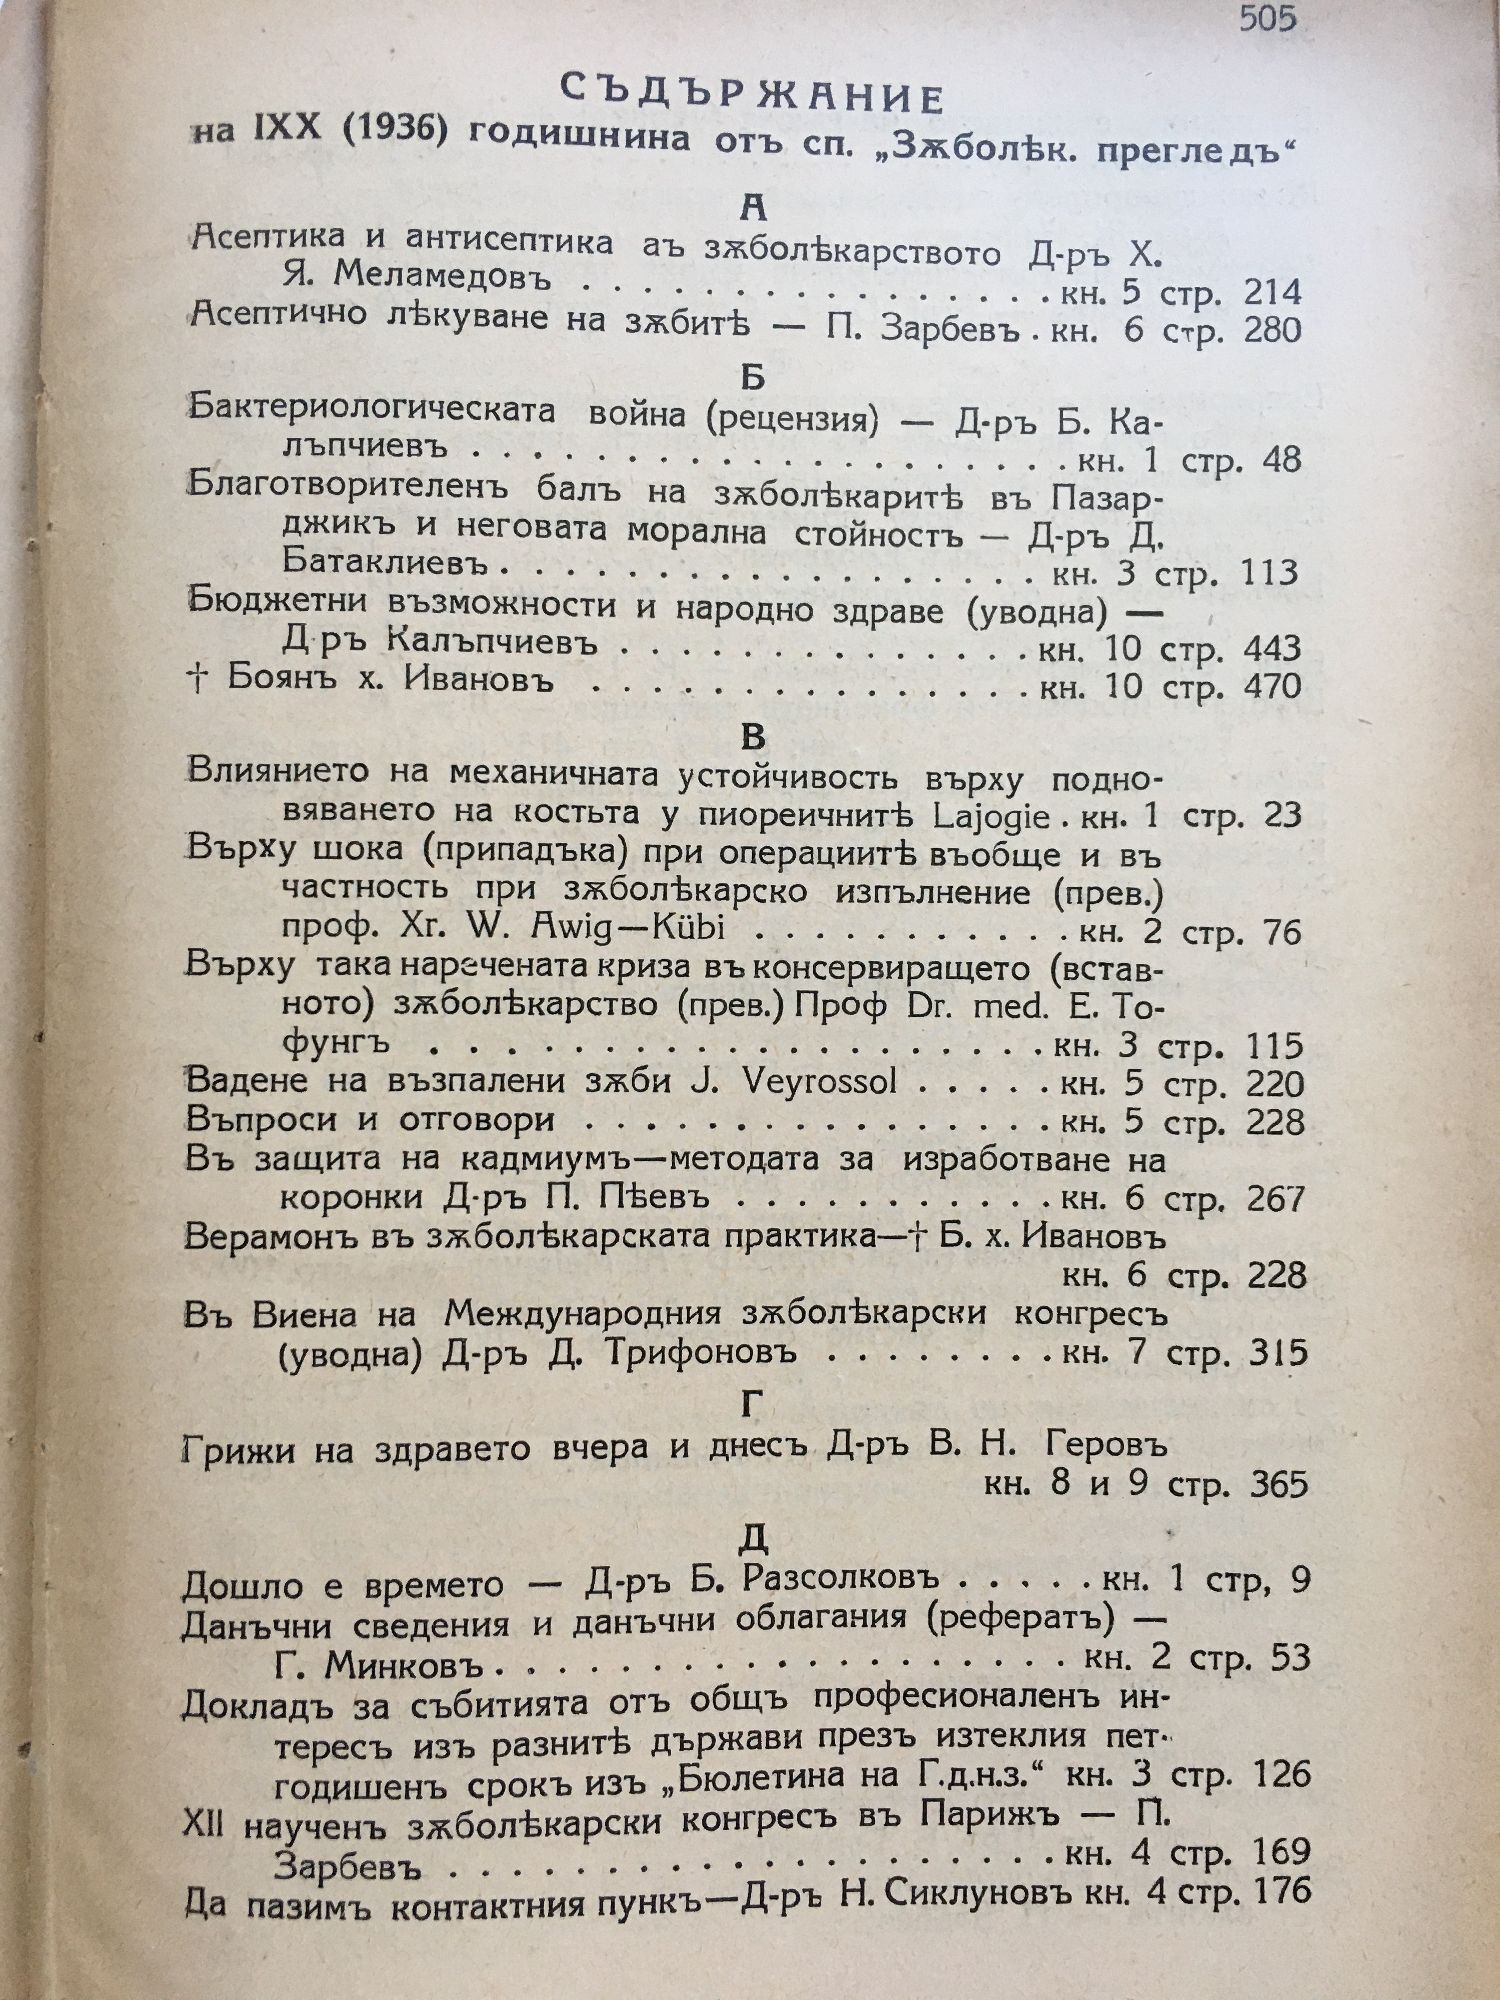 505
СЪДЪРЖАНИЕ
на IXX (1936) годишнина отъ сп. „Зѫболѣк. прегледъ“
А
Асептика и антисептика аъ зѫболѣкарството Д-ръ Х.
Я. Меламедовъ . . . . . . . . . . . . . . . . кн. 5 стр. 214
Асептично лѣкуване на зѫбитѣ — П. Зарбевъ . кн. 6 стр. 280
Б
Бактериологическата война (рецензия) — Д-ръ Б. Ка-
лъпчиевъ . . . . . . . . . . . . . . . . . . . . кн. 1 стр. 48
Благотворителенъ балъ на зѫболѣкаритѣ въ Пазар-
джикъ и неговата морална стойность — Д-ръ Д.
Батаклиевъ . . . . . . . . . . . . . . . . . . кн. 3 стр. 113
Бюджетни възможности и народно здраве (уводна) —
Д-ръ Калъпчиевъ . . . . . . . . . . . . . . кн. 10 стр. 443
† Боянъ х. Ивановъ . . . . . . . . . . . . . . . кн. 10 стр. 470
В
Влиянието на механичната устойчивость върху подно-
вяването на костьта у пиореичнитѣ Lajogie . кн. 1 стр. 23
Върху шока (припадъка) при операциитѣ въобще и въ
частность при зѫболѣкарско изпълнение (прев.)
проф. Xr. W. Awig—Kübi . . . . . . . . . . . кн. 2 стр. 76
Върху така наречената криза въ консервиращето (встав-
ното) зѫболѣкарство (прев.) Проф Dr. med. E. То-
фунгъ . . . . . . . . . . . . . . . . . . . . кн. 3 стр. 115
Вадене на възпалени зѫби J. Veyrossol . . . . . кн. 5 стр. 220
Въпроси и отговори . . . . . . . . . . . . . . . . кн. 5 стр. 228
Въ защита на кадмиумъ—методата за изработване на
коронки Д-ръ П. Пѣевъ . . . . . . . . . . . кн. 6 стр. 267
Верамонъ въ зѫболѣкарската практика—† Б. х. Ивановъ
кн. 6 стр. 228
Въ Виена на Международния зѫболѣкарски конгресъ
(уводна) Д-ръ Д. Трифоновъ . . . . . . . . кн. 7 стр. 315
Г
Грижи на здравето вчера и днесъ Д-ръ В. Н. Геровъ
кн. 8 и 9 стр. 365
Д
Дошло е времето — Д-ръ Б. Разсолковъ . . . . . кн. 1 стр, 9
Данъчни сведения и данъчни облагания (рефератъ) —
Г. Минковъ . . . . . . . . . . . . . . . . . . . кн. 2 стр. 53
Докладъ за събитията отъ общъ професионаленъ ин-
тересъ изъ разнитѣ държави презъ изтеклия пет-
годишенъ срокъ изъ „Бюлетина на Г.д.н.з.“ кн. 3 стр. 126
XII наученъ зѫболѣкарски конгресъ въ Парижъ — П.
Зарбевъ . . . . . . . . . . . . . . . . . . . . кн. 4 стр. 169
Да пазимъ контактния пункъ—Д-ръ Н. Сиклуновъ кн. 4 стр. 176